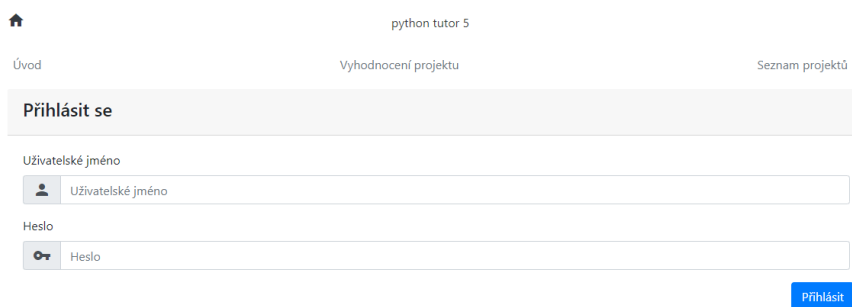 python tutor 5
Úvod Vyhodnocení projektu Seznam projektů
Přihlásit se
Uživatelské jméno
Uživatelské jméno
Heslo
Heslo
Přihlásit